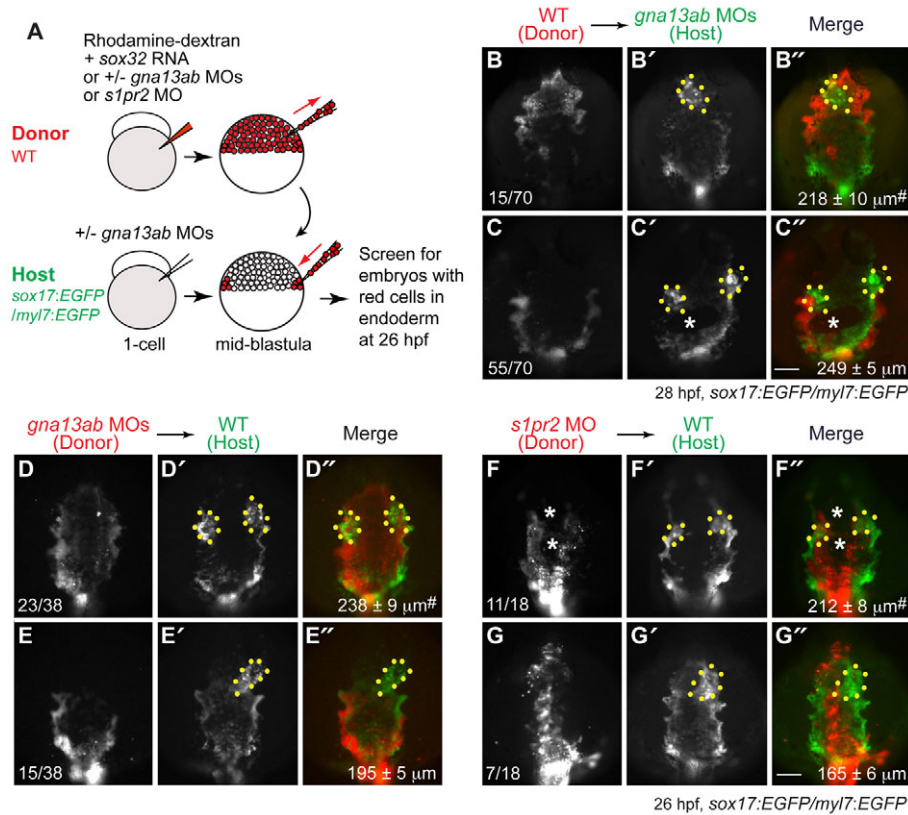 A
Rhodamine-dextran
+ sox32 RNA
or +/- gna13ab MOs
or s1pr2 MO
Donor
WT
+/- gna13ab MOs
Host
sox17:EGFP
/myl7:EGFP
1-cell
mid-blastula
Screen for
embryos with
red cells in
endoderm
at 26 hpf
WT
(Donor)
gna13ab MOs
(Host)
Merge
B
B′
B″
15/70
218 ± 10 μm#
C
C′
C″
*
*
55/70
249 ± 5 μm
28 hpf, sox17:EGFP/myl7:EGFP
gna13ab MOs
(Donor)
WT
(Host)
Merge
D
D′
D″
23/38
238 ± 9 μm#
E
E′
E″
15/38
195 ± 5 μm
s1pr2 MO
(Donor)
WT
(Host)
Merge
F
F′
F″
*
*
*
*
11/18
212 ± 8 μm#
G
G′
G″
7/18
165 ± 6 μm
26 hpf, sox17:EGFP/myl7:EGFP